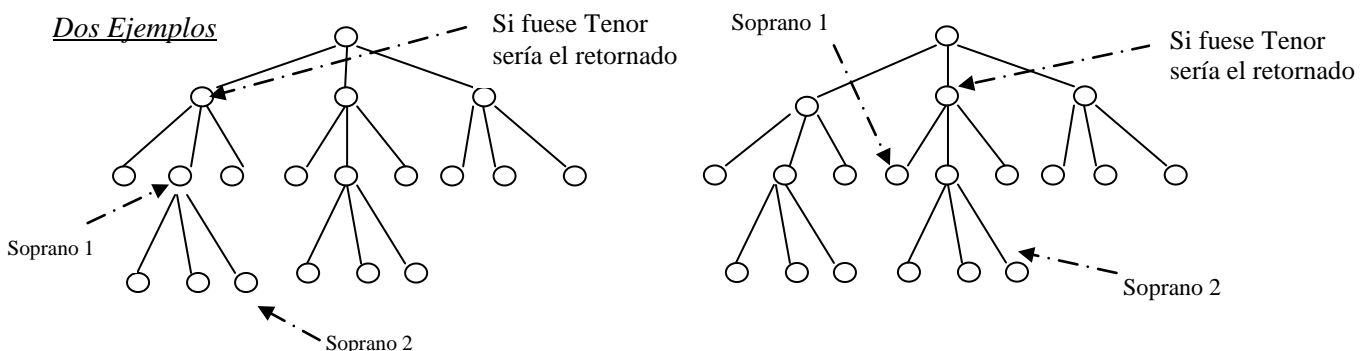 Dos Ejemplos
Si fuese Tenor
sería el retornado
Soprano 1
Soprano 2
Soprano 1
Si fuese Tenor
sería el retornado
Soprano 2